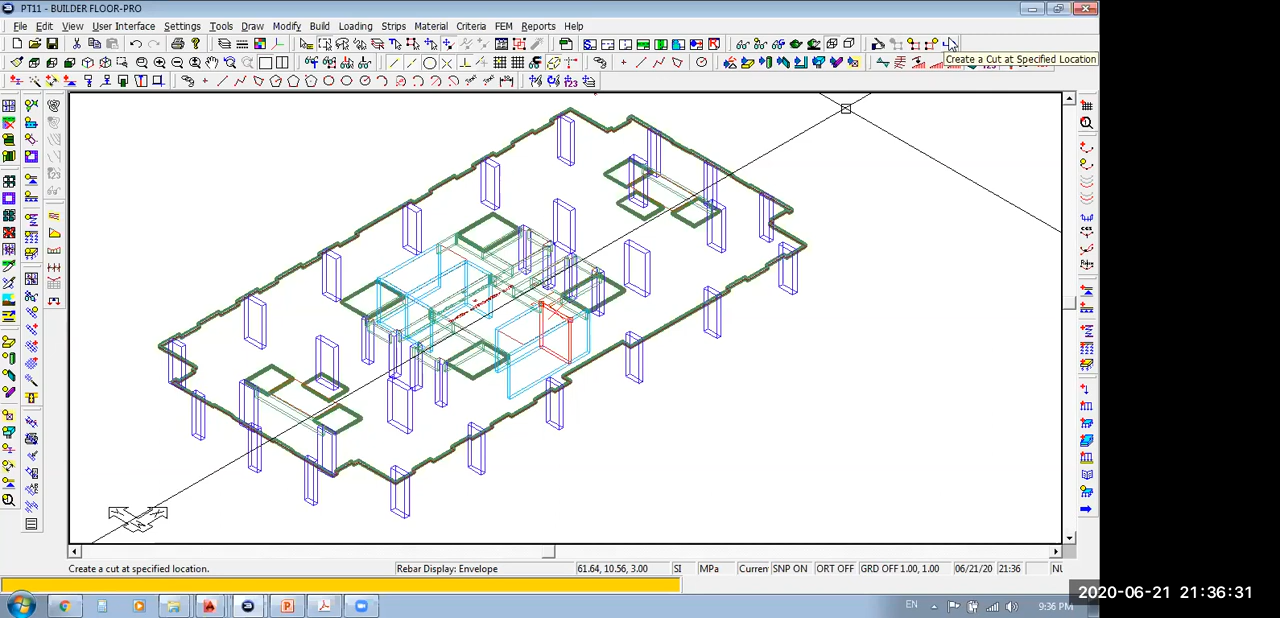 PT11 - BUILDER FLOOR-PRO
File Edit View User Interface Settings Tools Draw Modify Build Loading Strips Material Criteria FEM Reports Help
Create a Cut at Specified Location
Create a cut at specified location. Rebar Display: Envelope 61.64, 10.56, 3.00 SI MPa Curren SNP ON ORT OFF GRD OFF 1.00, 1.00 06/21/20 21:36 NU
EN 9:36 PM
2020-06-21 21:36:31